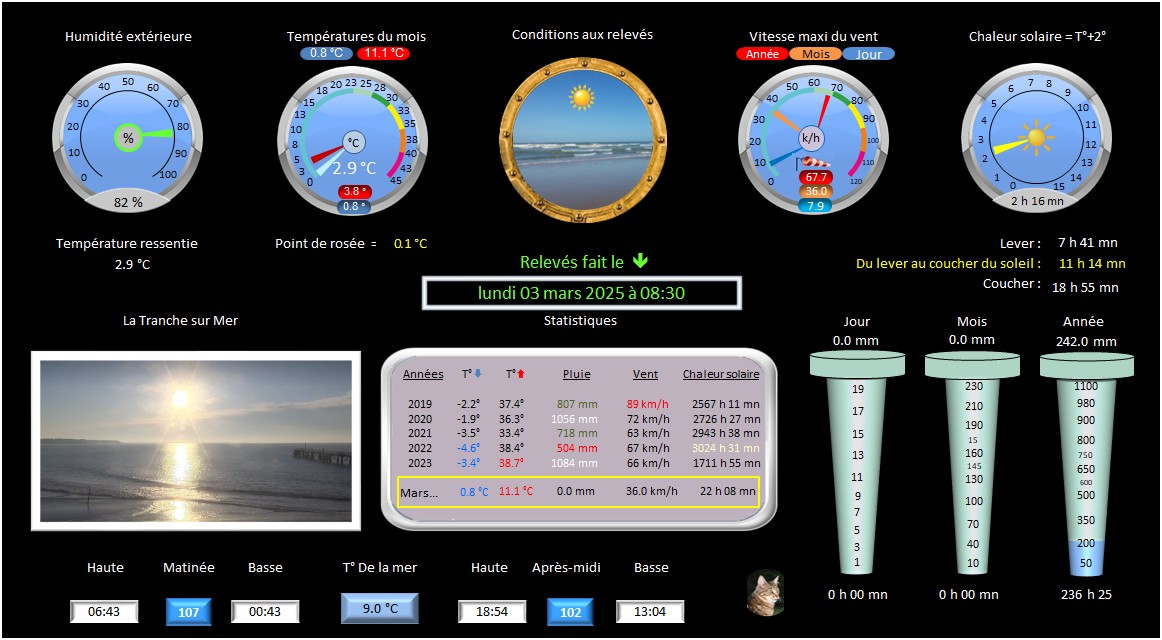 Humidité extérieure
Températures du mois
0.8 °C 11.1 °C
Conditions aux relevés
Vitesse maxi du vent
Année Mois Jour
Chaleur solaire = T°+2°
0 10 20 30 40 50 60 70 80 90 100
%
82 %
0 3 5 8 10 13 15 18 20 23 25 28 30 33 35 38 40 43 45
°C
2.9 °C
3.8 °
0.8 °
0 10 20 30 40 50 60 70 80 90 100 110 120
k/h
67.7
36.0
7.9
0 1 2 3 4 5 6 7 8 9 10 11 12 13 14 15
2 h 16 mn
Température ressentie
2.9 °C
Point de rosée = 0.1 °C
Relevés fait le
lundi 03 mars 2025 à 08:30
Lever : 7 h 41 mn
Du lever au coucher du soleil : 11 h 14 mn
Coucher : 18 h 55 mn
La Tranche sur Mer
Statistiques
Années T° T° Pluie Vent Chaleur solaire
2019 -2.2° 37.4° 807 mm 89 km/h 2567 h 11 mn
2020 -1.9° 36.3° 1056 mm 72 km/h 2726 h 27 mn
2021 -3.5° 33.4° 718 mm 63 km/h 2943 h 38 mn
2022 -4.6° 38.4° 504 mm 67 km/h 3024 h 31 mn
2023 -3.4° 38.7° 1084 mm 66 km/h 1711 h 55 mn
Mars... 0.8 °C 11.1 °C 0.0 mm 36.0 km/h 22 h 08 mn
Jour
0.0 mm
19
17
15
13
11
9
7
5
3
1
0 h 00 mn
Mois
0.0 mm
230
210
190
15
160
145
130
100
70
40
10
0 h 00 mn
Année
242.0 mm
1100
980
900
800
750
650
600
500
350
200
50
236 h 25
Haute Matinée Basse
06:43 107 00:43
T° De la mer
9.0 °C
Haute Après-midi Basse
18:54 102 13:04